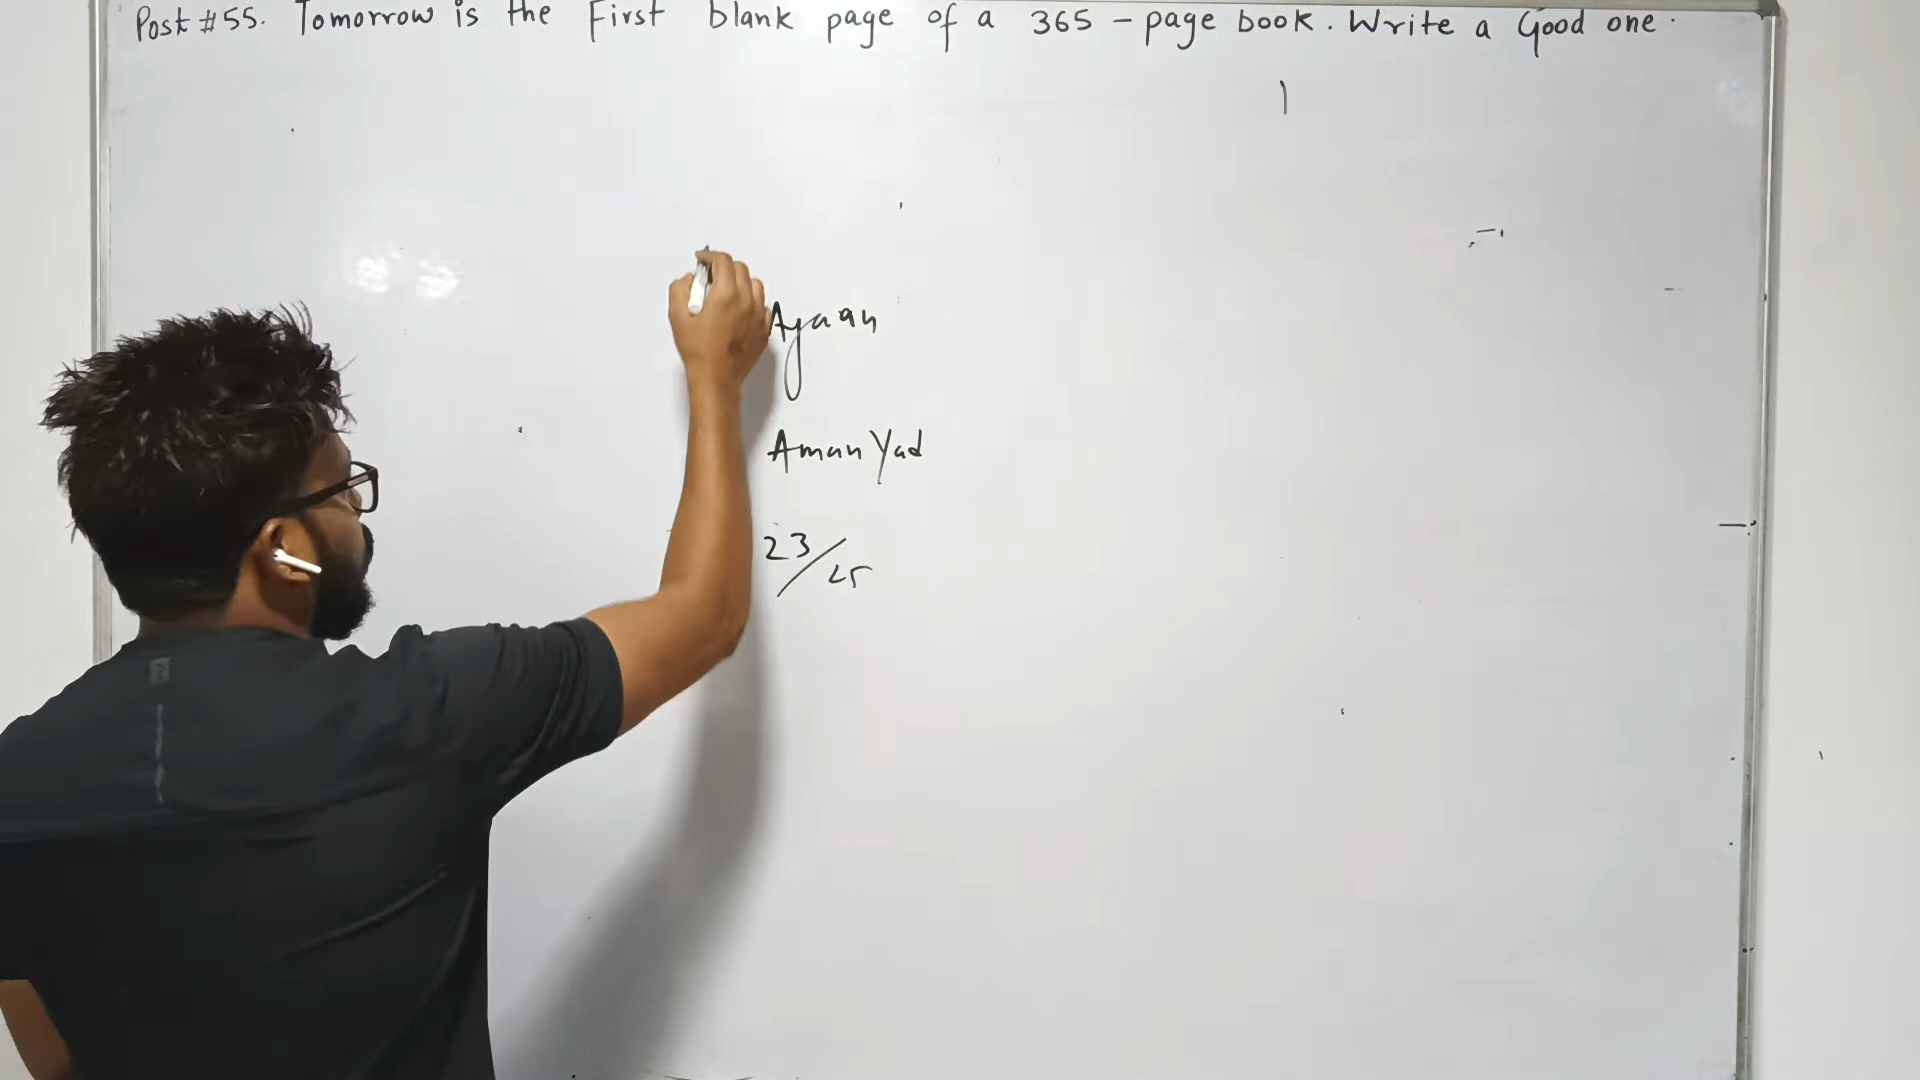 Post #55. Tomorrow is the First blank page of a 365 - page book. Write a Good one.
Ayaan
Aman Yad
23/25